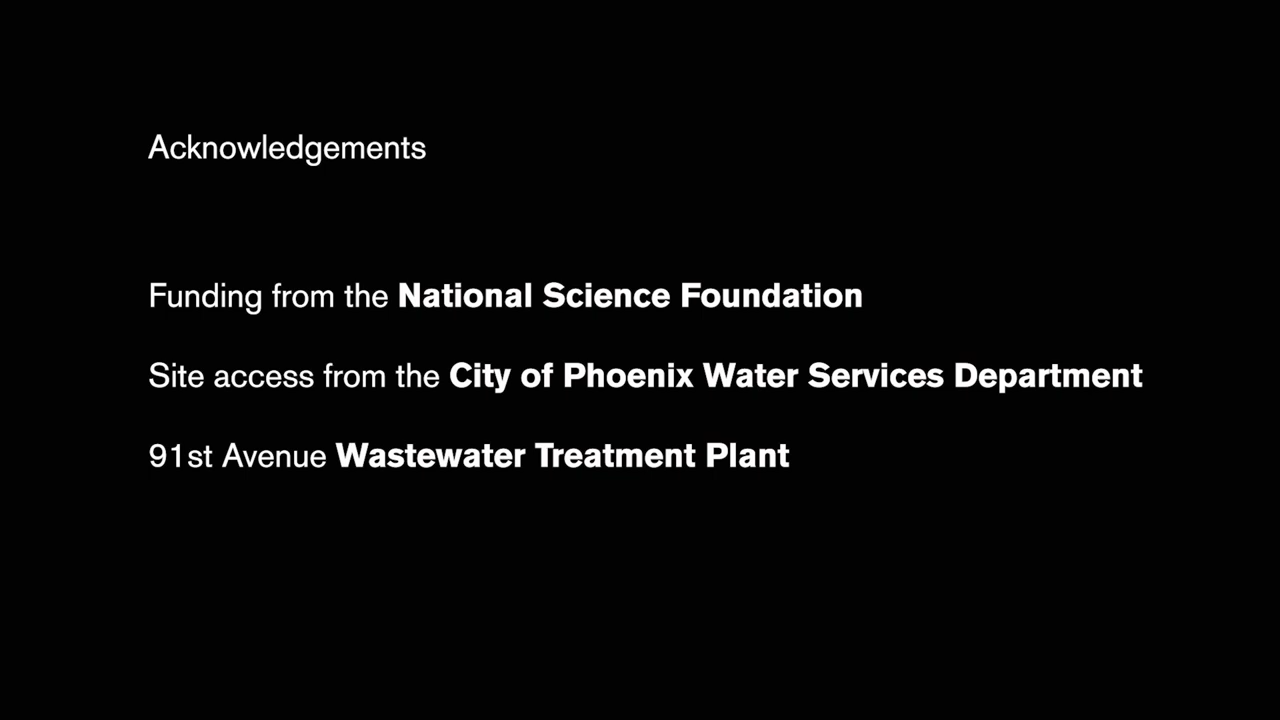 Acknowledgements
Funding from the National Science Foundation
Site access from the City of Phoenix Water Services Department
91st Avenue Wastewater Treatment Plant